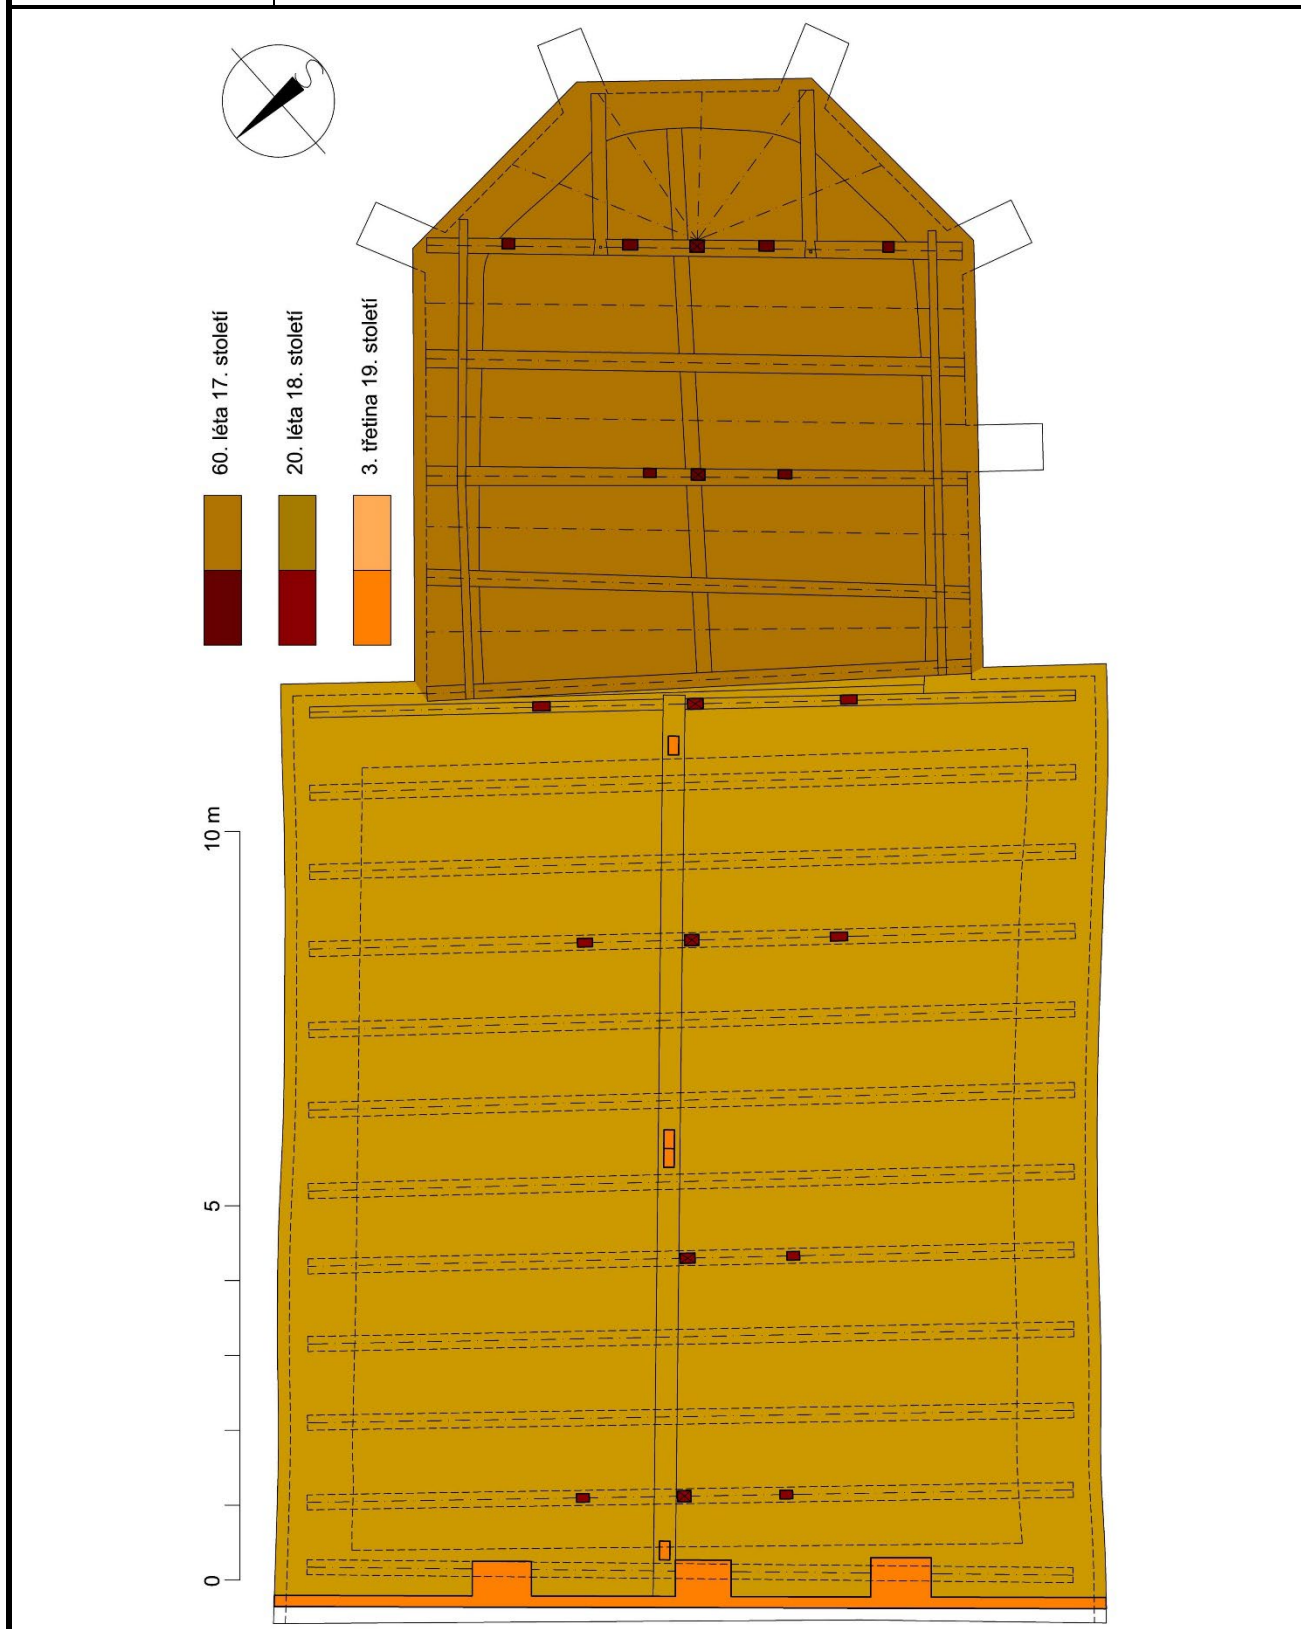 S
60. léta 17. století
20. léta 18. století
3. třetina 19. století
10 m
5
0